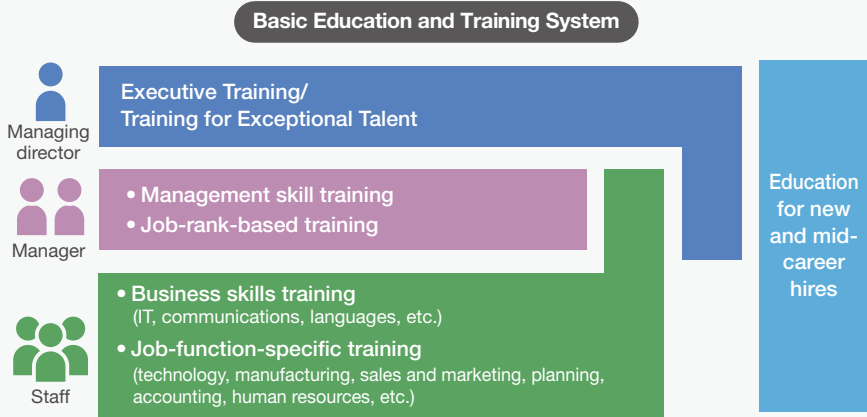 Basic Education and Training System
Managing
director
Executive Training/
Training for Exceptional Talent
Manager
• Management skill training
• Job-rank-based training
Staff
• Business skills training
(IT, communications, languages, etc.)
• Job-function-specific training
(technology, manufacturing, sales and marketing, planning,
accounting, human resources, etc.)
Education
for new
and mid-
career
hires